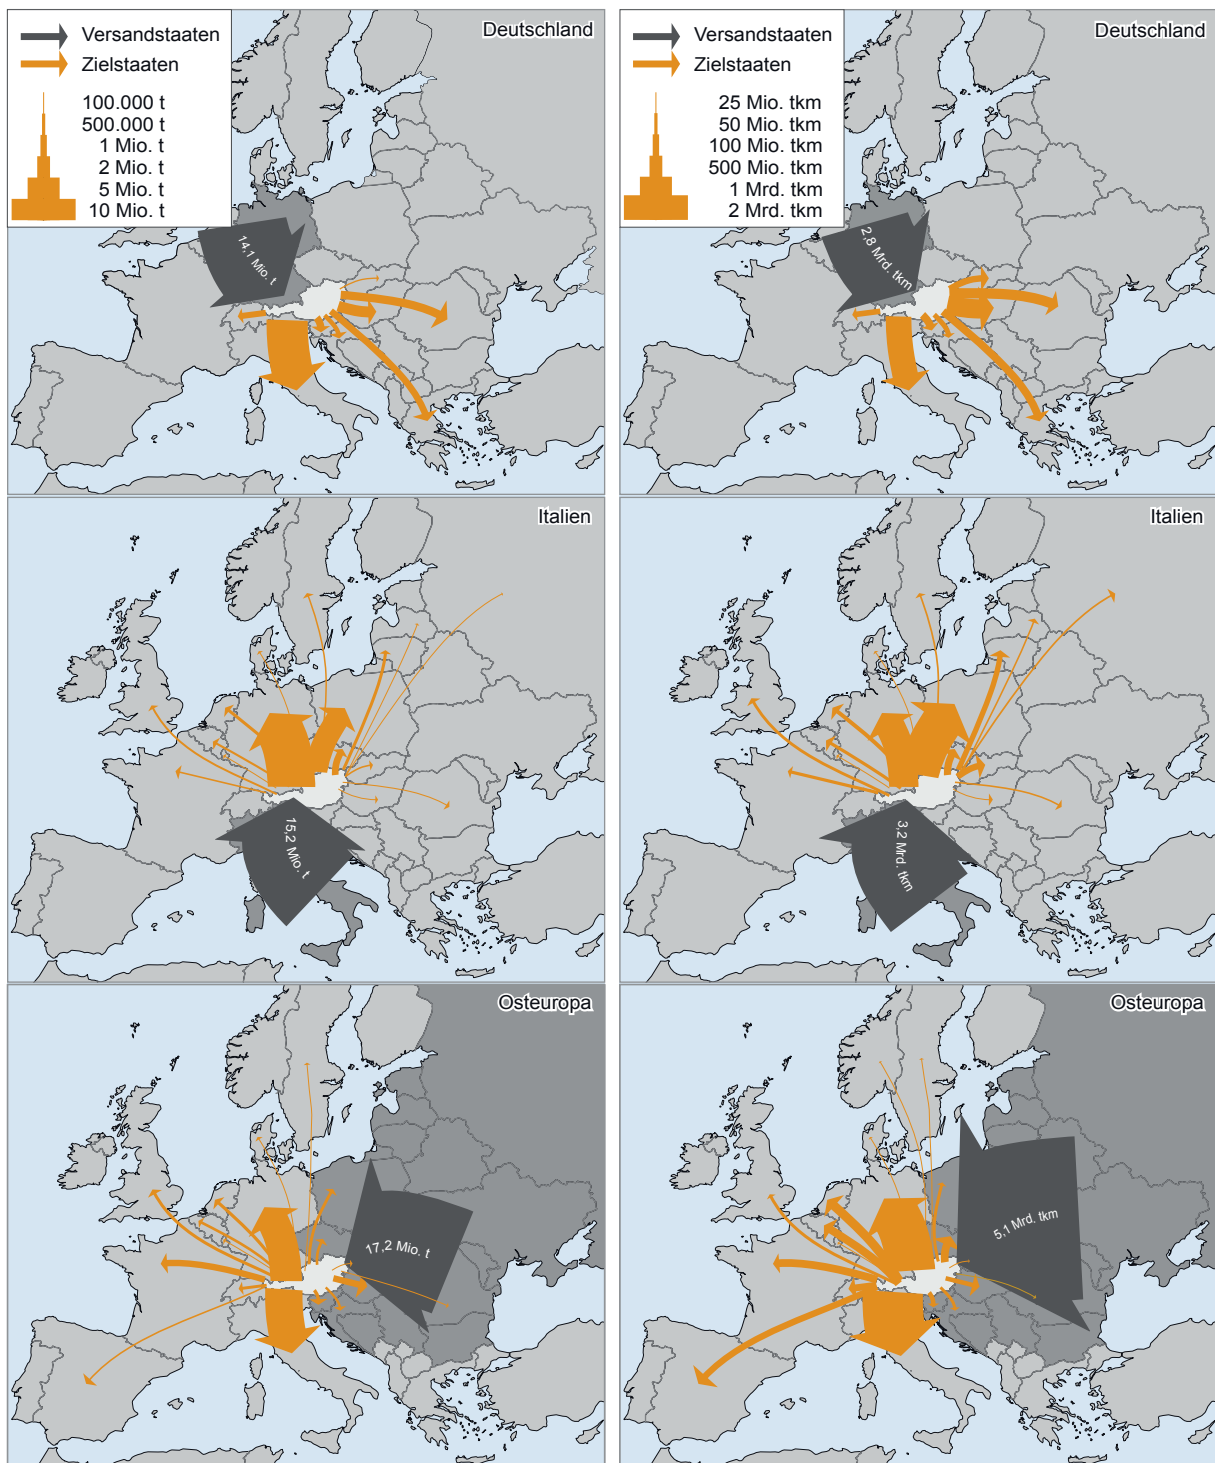 Deutschland
Versandstaaten
Zielstaaten
100.000 t
500.000 t
1 Mio. t
2 Mio. t
5 Mio. t
10 Mio. t
14,1 Mio. t
Deutschland
Versandstaaten
Zielstaaten
25 Mio. tkm
50 Mio. tkm
100 Mio. tkm
500 Mio. tkm
1 Mrd. tkm
2 Mrd. tkm
2,8 Mrd. tkm
Italien
15,2 Mio. t
Italien
3,2 Mrd. tkm
Osteuropa
17,2 Mio. t
Osteuropa
5,1 Mrd. tkm